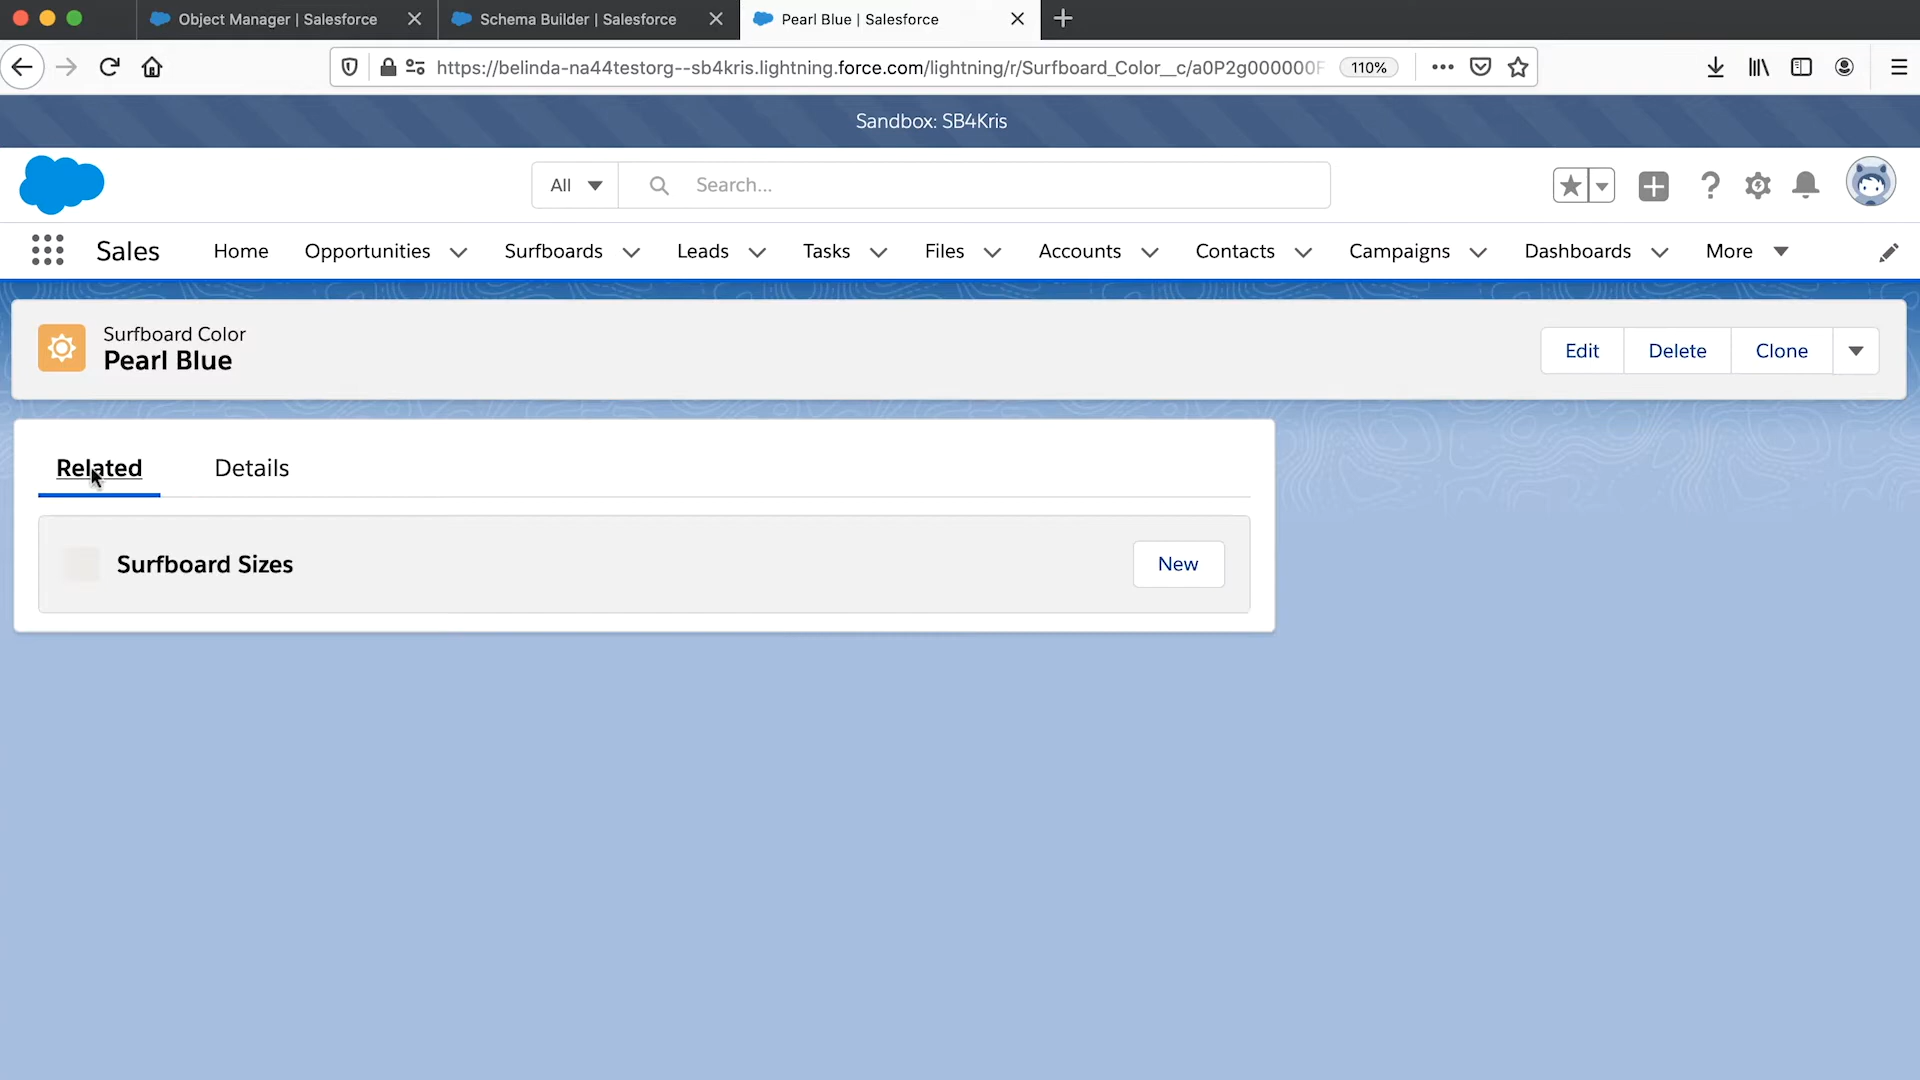 Object Manager | Salesforce
Schema Builder | Salesforce
Pearl Blue | Salesforce
https://belinda-na44testorg--sb4kris.lightning.force.com/lightning/r/Surfboard_Color__c/a0P2g000000F
110%
Sandbox: SB4Kris
All
Search...
Sales
Home
Opportunities
Surfboards
Leads
Tasks
Files
Accounts
Contacts
Campaigns
Dashboards
More
Surfboard Color
Pearl Blue
Edit
Delete
Clone
Related
Details
Surfboard Sizes
New